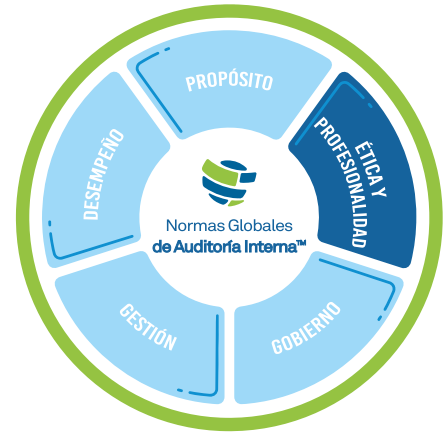 PROPÓSITO
ÉTICA Y
PROFESIONALIDAD
GOBIERNO
GESTIÓN
DESEMPEÑO
Normas Globales
de Auditoría Interna™